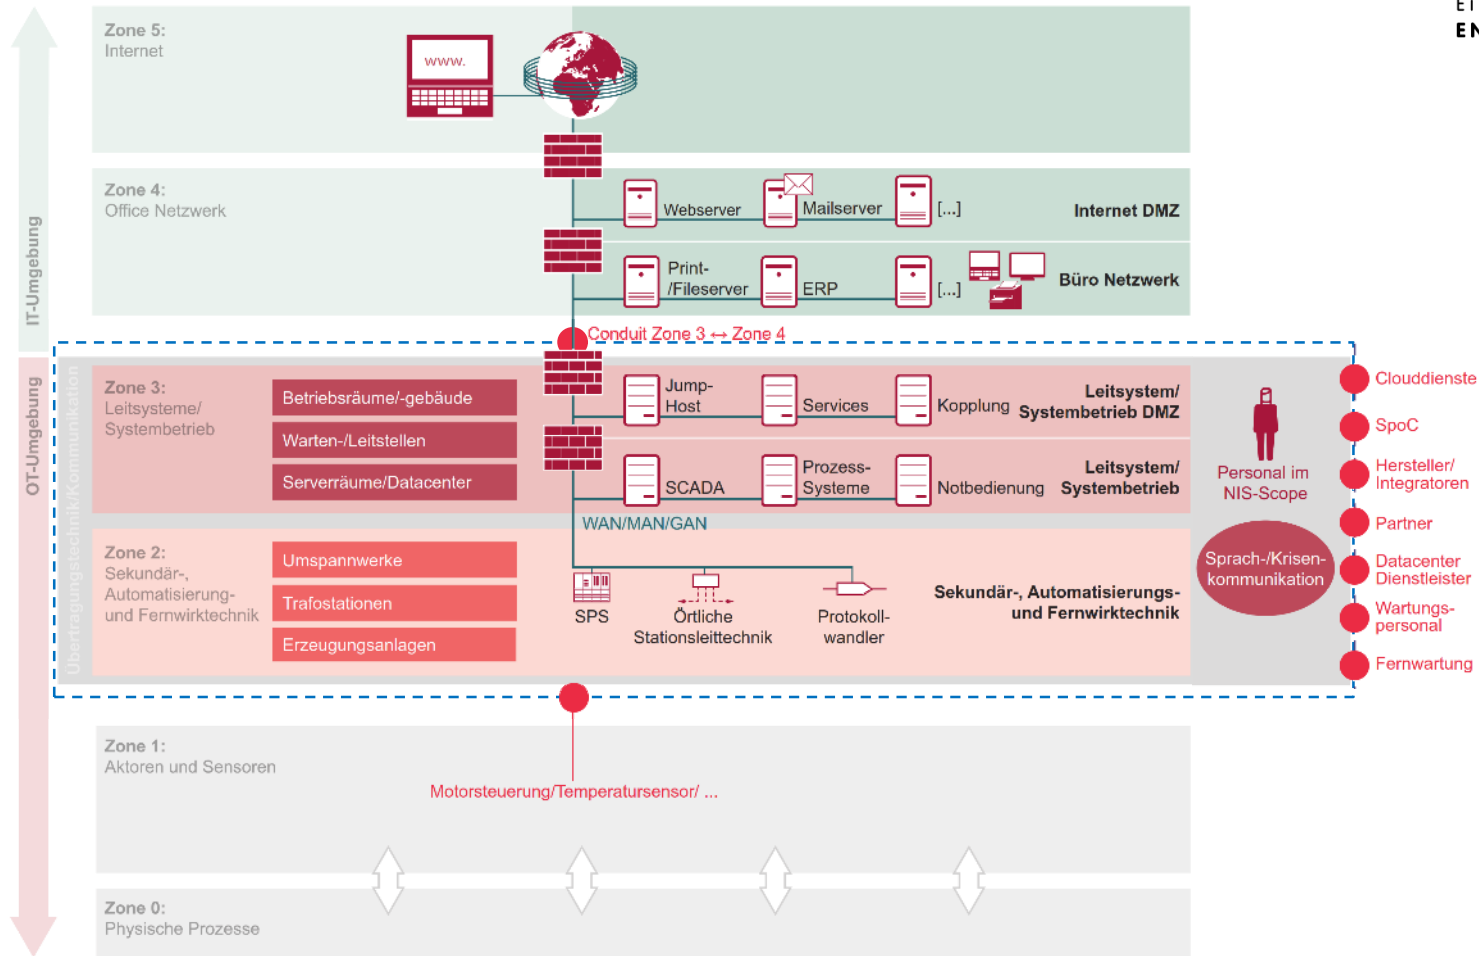 EI
EN
Zone 5:
Internet
www.
Zone 4:
Office Netzwerk
Webserver
Mailserver
[...]
Internet DMZ
Print-
/Fileserver
ERP
[...]
Büro Netzwerk
IT-Umgebung
Conduit Zone 3 ↔ Zone 4
OT-Umgebung
Übertragungstechnik/Kommunikation
Zone 3:
Leitsysteme/
Systembetrieb
Betriebsräume/-gebäude
Warten-/Leitstellen
Serverräume/Datacenter
Jump-
Host
Services
Kopplung
Leitsystem/
Systembetrieb DMZ
SCADA
Prozess-
Systeme
Notbedienung
Leitsystem/
Systembetrieb
WAN/MAN/GAN
Zone 2:
Sekundär-,
Automatisierung-
und Fernwirktechnik
Umspannwerke
Trafostationen
Erzeugungsanlagen
SPS
Örtliche
Stationsleittechnik
Protokoll-
wandler
Sekundär-, Automatisierungs-
und Fernwirktechnik
Personal im
NIS-Scope
Sprach-/Krisen-
kommunikation
Clouddienste
SpoC
Hersteller/
Integratoren
Partner
Datacenter
Dienstleister
Wartungs-
personal
Fernwartung
Zone 1:
Aktoren und Sensoren
Motorsteuerung/Temperatursensor/ ...
Zone 0:
Physische Prozesse